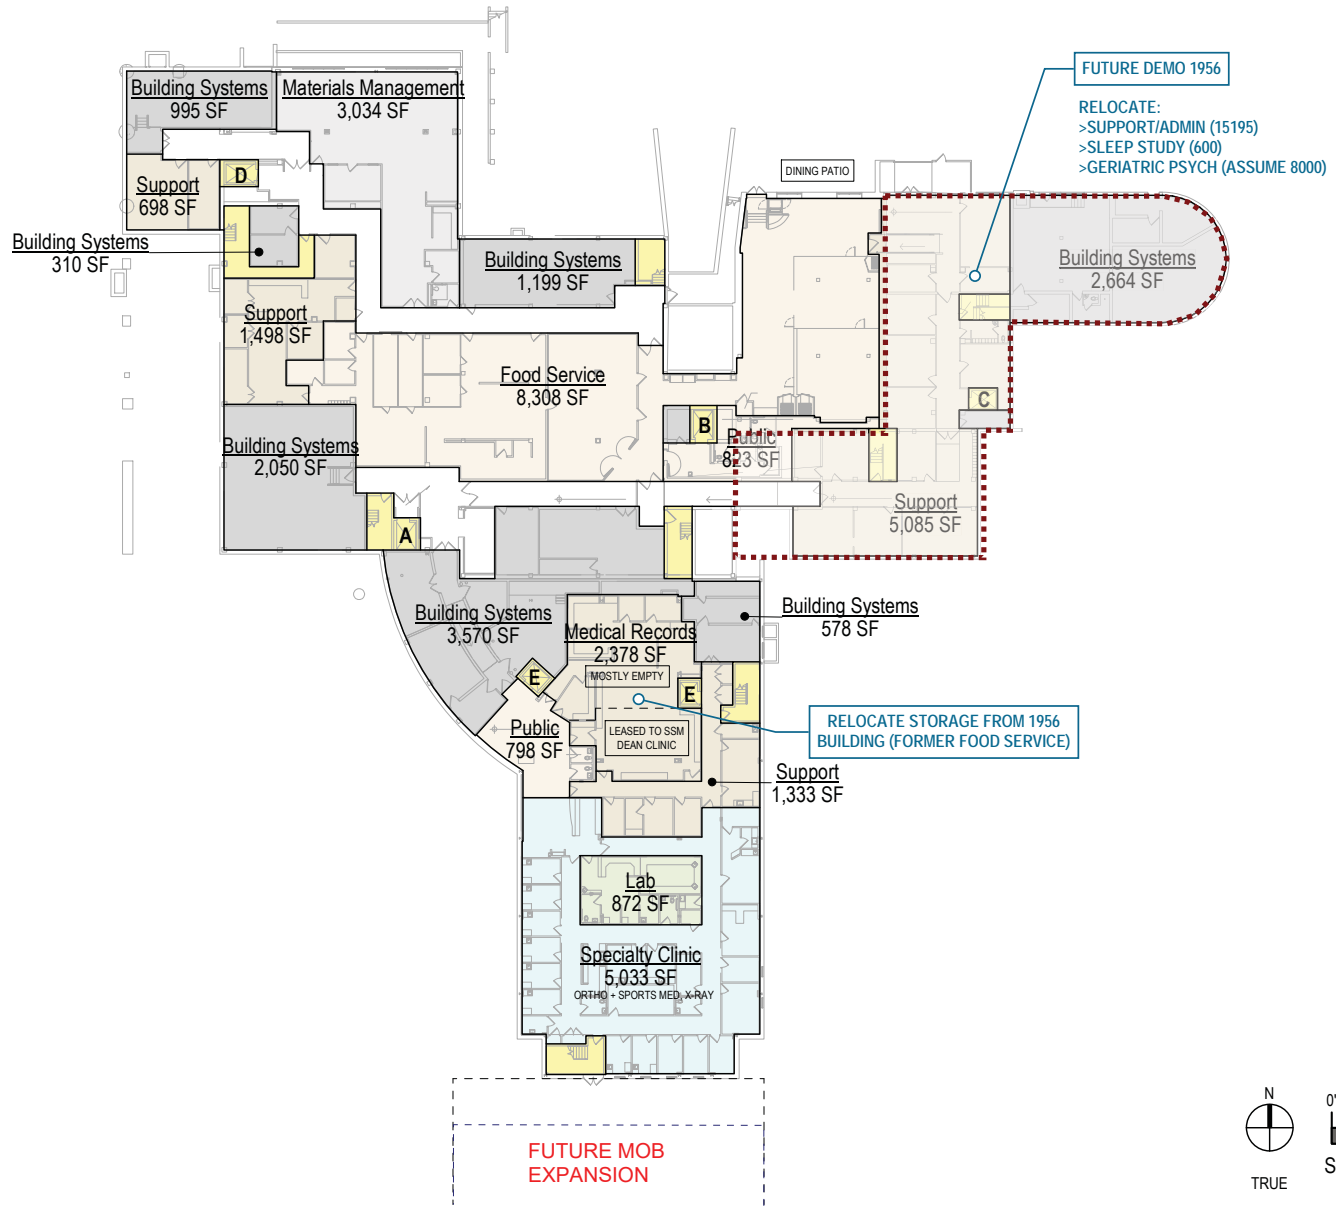 FUTURE DEMO 1956
RELOCATE:
>SUPPORT/ADMIN (15195)
>SLEEP STUDY (600)
>GERIATRIC PSYCH (ASSUME 8000)
Building Systems
995 SF
Materials Management
3,034 SF
DINING PATIO
D
Support
698 SF
Building Systems
310 SF
Building Systems
1,199 SF
Building Systems
2,664 SF
Support
1,498 SF
Food Service
8,308 SF
C
B
Public
823 SF
Building Systems
2,050 SF
Support
5,085 SF
A
Building Systems
3,570 SF
Medical Records
2,378 SF
MOSTLY EMPTY
Building Systems
578 SF
E
E
Public
798 SF
LEASED TO SSM
DEAN CLINIC
RELOCATE STORAGE FROM 1956
BUILDING (FORMER FOOD SERVICE)
Support
1,333 SF
Lab
872 SF
Specialty Clinic
5,033 SF
ORTHO + SPORTS MED, X-RAY
FUTURE MOB
EXPANSION
N
TRUE
0'
S